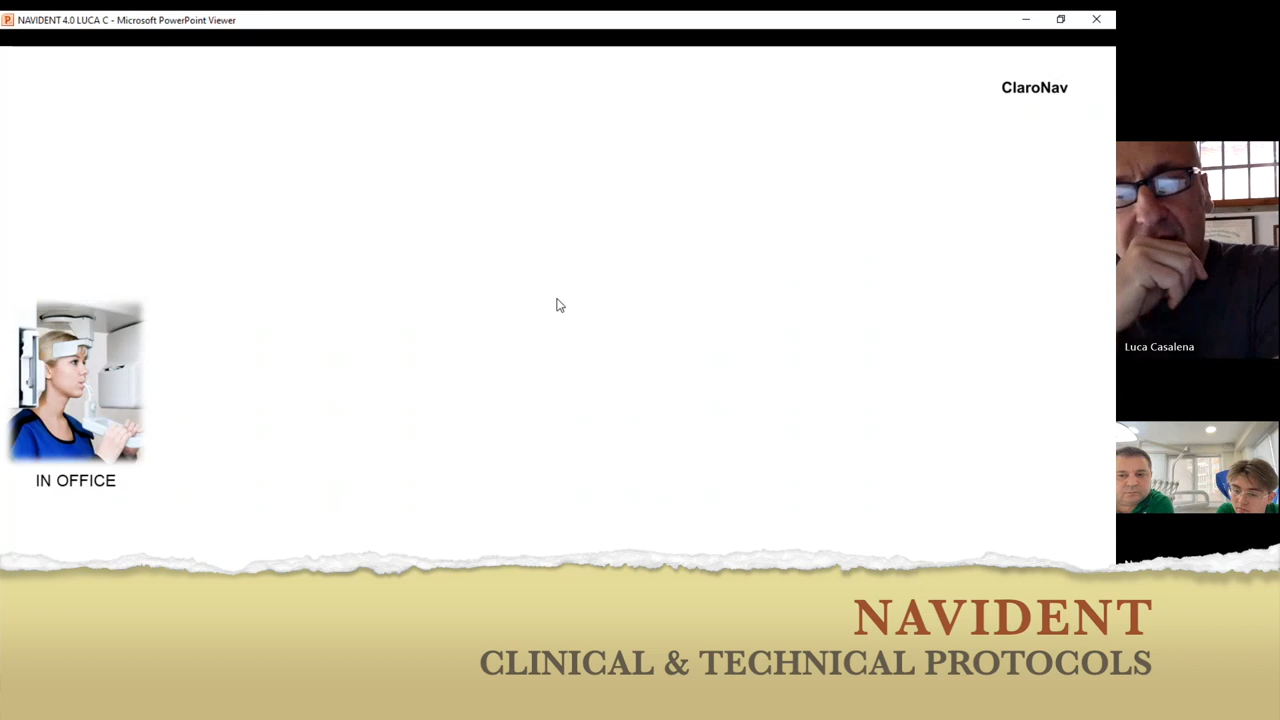 NAVIDENT 4.0 LUCA C - Microsoft PowerPoint Viewer
ClaroNav
Luca Casalena
IN OFFICE
NAVIDENT
CLINICAL & TECHNICAL PROTOCOLS